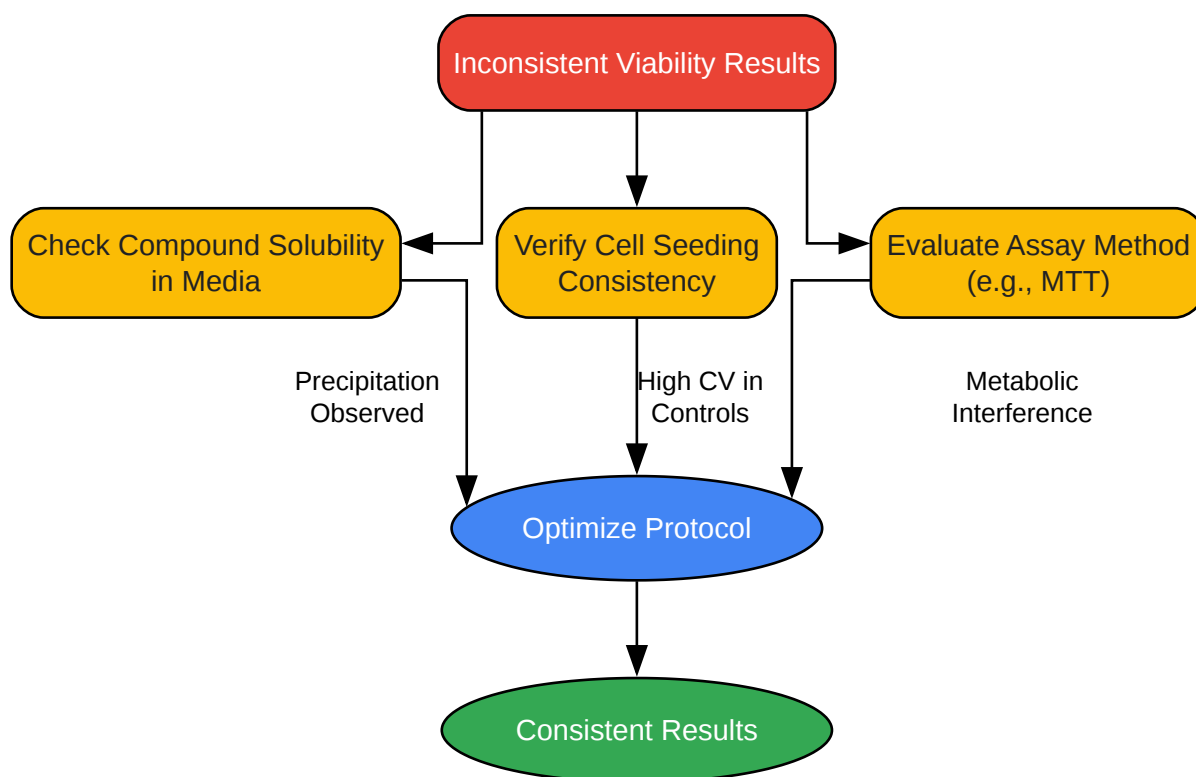 Inconsistent Viability Results
Check Compound Solubility
in Media
Verify Cell Seeding
Consistency
Evaluate Assay Method
(e.g., MTT)
Precipitation
Observed
High CV in
Controls
Metabolic
Interference
Optimize Protocol
Consistent Results